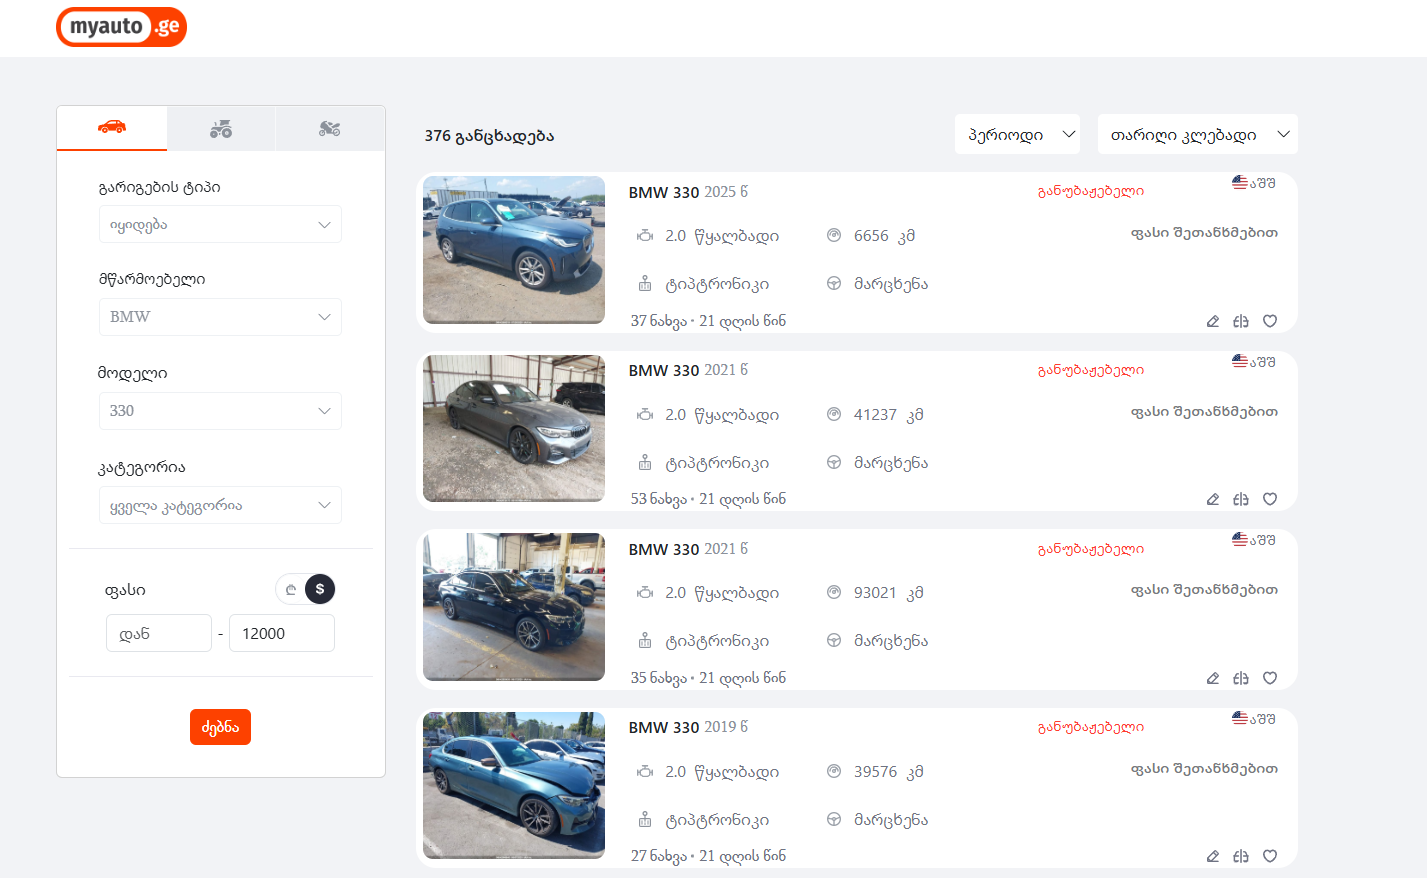 myauto.ge
გარიგების ტიპი
იყიდება
მწარმოებელი
BMW
მოდელი
330
კატეგორია
ყველა კატეგორია
ფასი
₾ $
დან - 12000
ძებნა
376 განცხადება
პერიოდი
თარიღი კლებადი
BMW 330 2025 წ
განუბაჟებელი
აშშ
2.0 წყალბადი
6656 კმ
ფასი შეთანხმებით
ტიპტრონიკი
მარცხენა
37 ნახვა • 21 დღის წინ
BMW 330 2021 წ
განუბაჟებელი
აშშ
2.0 წყალბადი
41237 კმ
ფასი შეთანხმებით
ტიპტრონიკი
მარცხენა
53 ნახვა • 21 დღის წინ
BMW 330 2021 წ
განუბაჟებელი
აშშ
2.0 წყალბადი
93021 კმ
ფასი შეთანხმებით
ტიპტრონიკი
მარცხენა
35 ნახვა • 21 დღის წინ
BMW 330 2019 წ
განუბაჟებელი
აშშ
2.0 წყალბადი
39576 კმ
ფასი შეთანხმებით
ტიპტრონიკი
მარცხენა
27 ნახვა • 21 დღის წინ